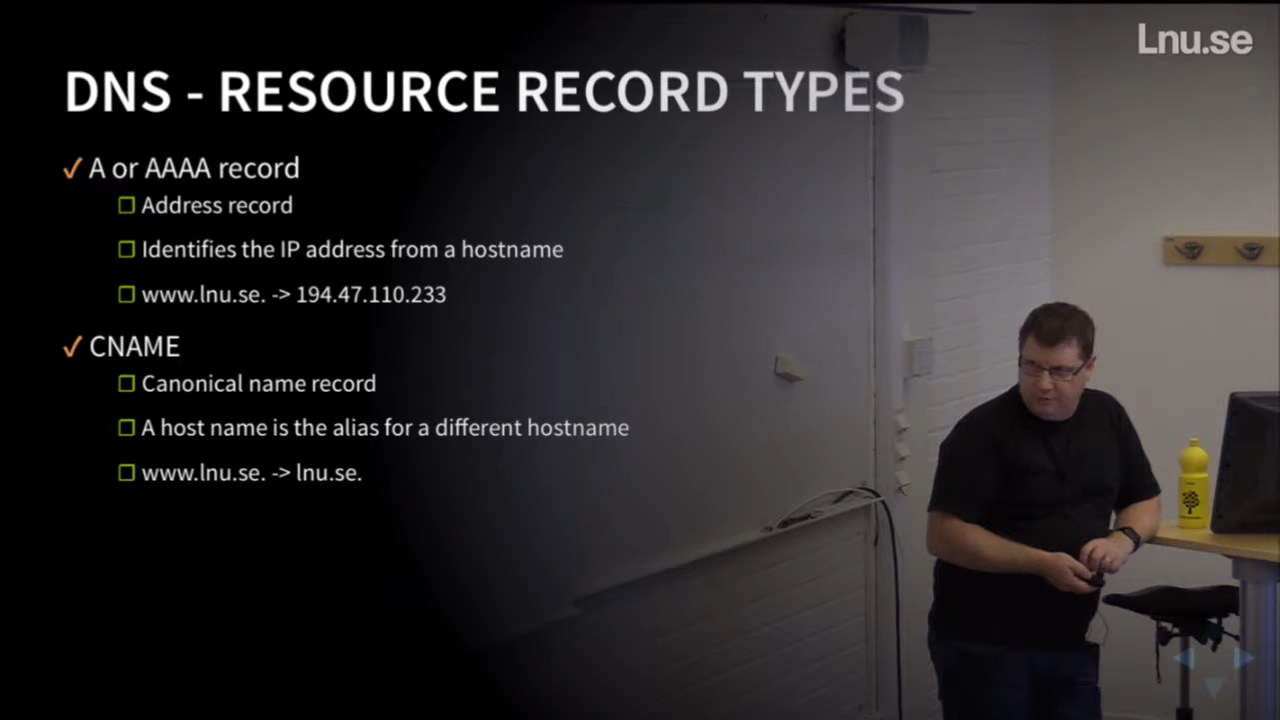 Lnu.se
DNS - RESOURCE RECORD TYPES
A or AAAA record
Address record
Identifies the IP address from a hostname
www.lnu.se. -> 194.47.110.233
CNAME
Canonical name record
A host name is the alias for a different hostname
www.lnu.se. -> lnu.se.